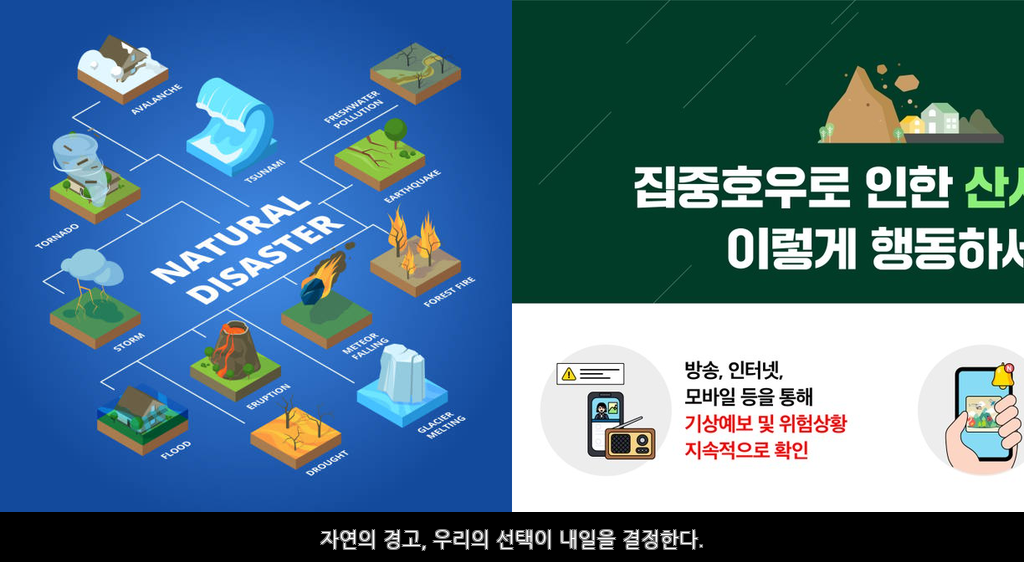 AVALANCHE
FRESHWATER
POLLUTION
TSUNAMI
EARTHQUAKE
TORNADO
NATURAL
DISASTER
FOREST FIRE
STORM
METEOR
FALLING
ERUPTION
GLACIER
MELTING
FLOOD
DROUGHT
집중호우로 인한
이렇게 행동하세
방송, 인터넷,
모바일 등을 통해
기상예보 및 위험상황
지속적으로 확인
자연의 경고, 우리의 선택이 내일을 결정한다.